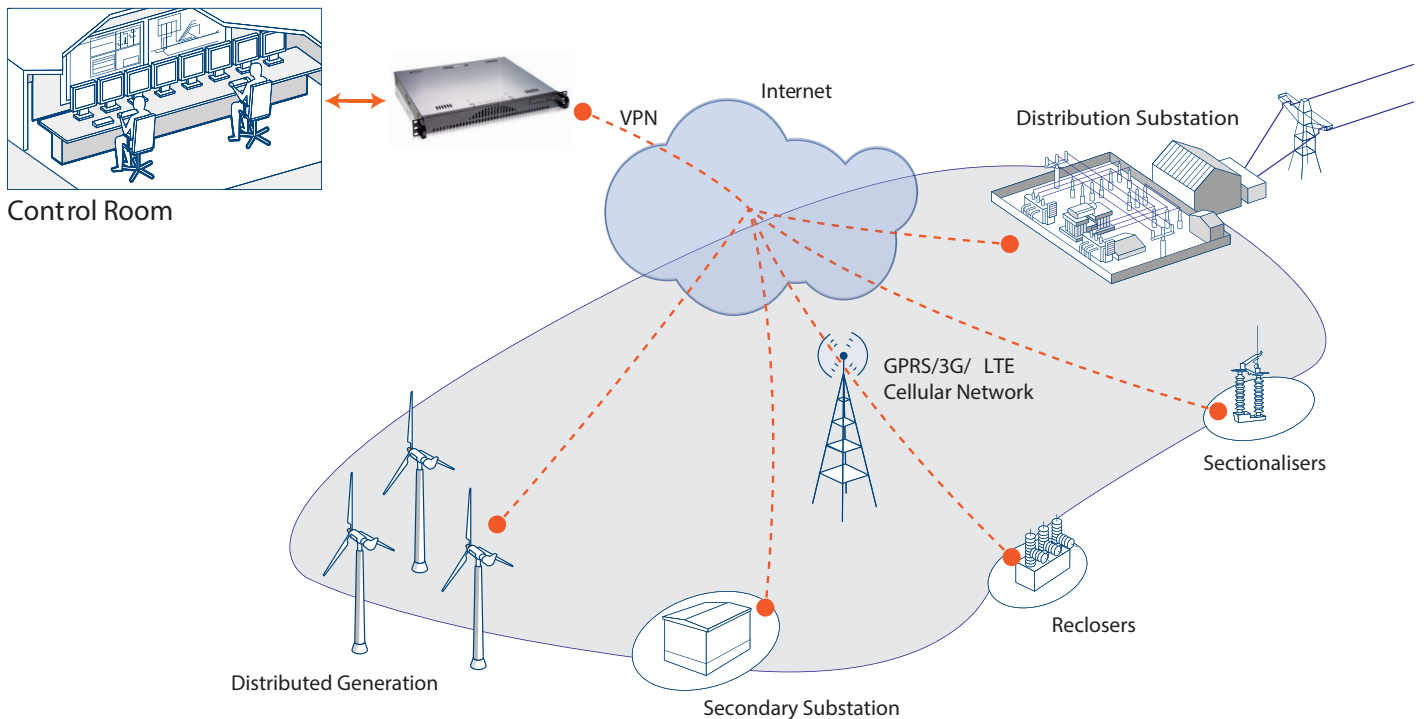 Internet
VPN
Distribution Substation
Control Room
GPRS/3G/ LTE
Cellular Network
Sectionalisers
Reclosers
Distributed Generation
Secondary Substation